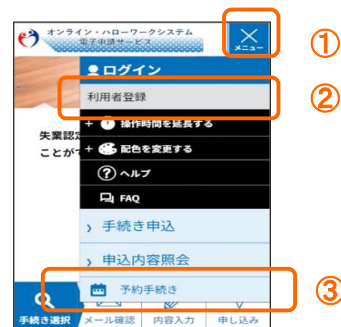 オンライン・ハローワークシステム
電子申請サービス
メニュー
①
ログイン
利用者登録
②
+ 操作時間を延長する
失業認定
+ 配色を変更する
ことが
? ヘルプ
FAQ
› 手続き申込
› 申込内容照会
予約手続き
③
手続き選択
メール確認
内容入力
申し込み